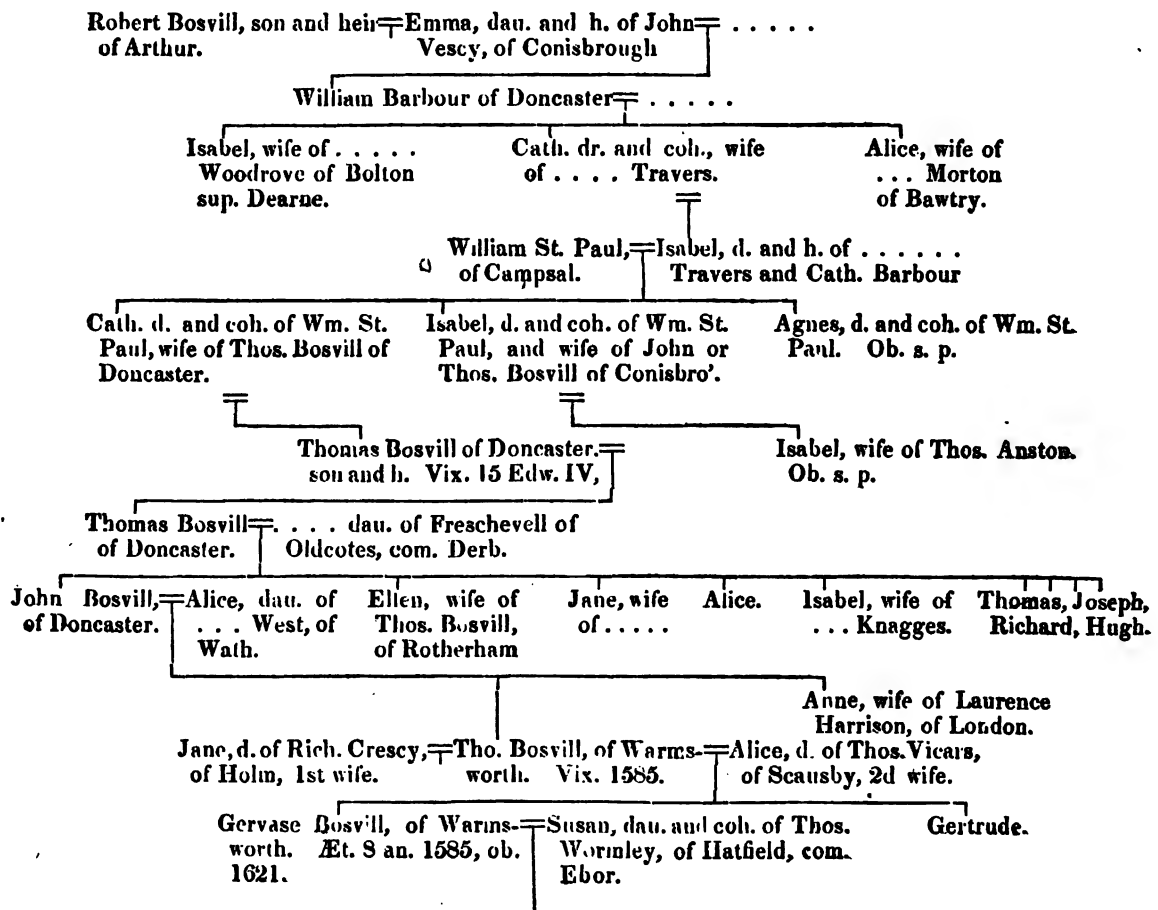 Robert Bosvill, son and heir = Emma, dau. and h. of John = . . . . .
of Arthur. Vescy, of Conisbrough
William Barbour of Doncaster = . . . . .
Isabel, wife of . . . . .
Woodrove of Bolton
sup. Dearne.
Cath. dr. and coh., wife
of . . . . Travers.
Alice, wife of
. . . Morton
of Bawtry.
William St. Paul, = Isabel, d. and h. of . . . . . .
of Campsal. Travers and Cath. Barbour
Cath. d. and coh. of Wm. St.
Paul, wife of Thos. Bosvill of
Doncaster.
Isabel, d. and coh. of Wm. St.
Paul, and wife of John or
Thos. Bosvill of Conisbro'.
Agnes, d. and coh. of Wm. St.
Paul. Ob. s. p.
Thomas Bosvill of Doncaster. =
son and h. Vix. 15 Edw. IV,
Isabel, wife of Thos. Anston.
Ob. s. p.
Thomas Bosvill = . . . . dau. of Freschevell of
of Doncaster. Oldcotes, com. Derb.
John Bosvill, = Alice, dau. of
of Doncaster. . . . West, of
Wath.
Ellen, wife of
Thos. Bosvill,
of Rotherham
Jane, wife
of . . . . .
Alice.
Isabel, wife of
. . . Knagges.
Thomas, Joseph,
Richard, Hugh.
Anne, wife of Laurence
Harrison, of London.
Jane, d. of Rich. Crescy, = Tho. Bosvill, of Warms- = Alice, d. of Thos. Vicars,
of Holm, 1st wife. worth. Vix. 1585. of Scausby, 2d wife.
Gervase Bosvill, of Warms- = Susan, dau. and coh. of Thos.
worth. Æt. 8 an. 1585, ob. Wormley, of Hatfield, com.
1621. Ebor.
Gertrude.